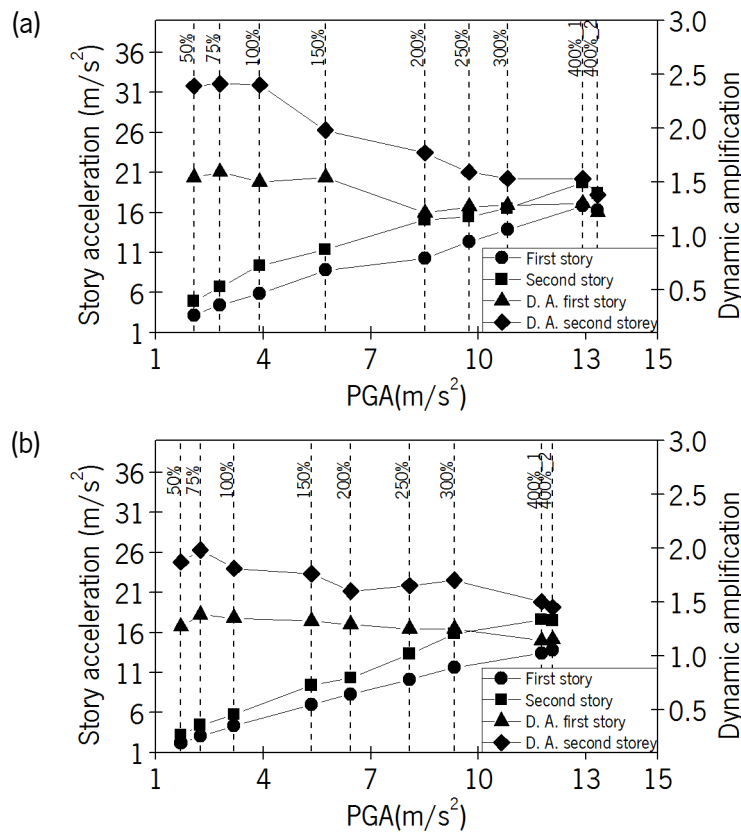 (a)
50%
75%
100%
150%
200%
250%
300%
400%_1
400%_2
Story acceleration (m/s²)
36
31
26
21
16
11
6
1
3.0
2.5
2.0
1.5
1.0
0.5
Dynamic amplification
First story
Second story
D. A. first story
D. A. second storey
1 4 7 10 13 15
PGA(m/s²)
(b)
50%
75%
100%
150%
200%
250%
300%
400%_1
400%_2
Story acceleration (m/s²)
36
31
26
21
16
11
6
1
3.0
2.5
2.0
1.5
1.0
0.5
Dynamic amplification
First story
Second story
D. A. first story
D. A. second storey
1 4 7 10 13 15
PGA(m/s²)